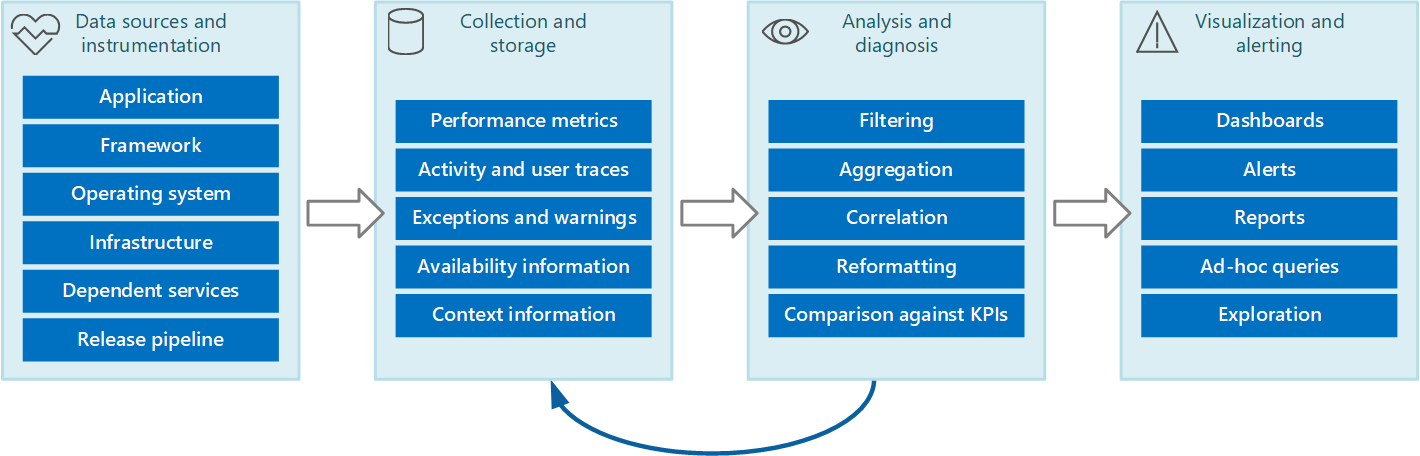 Data sources and
instrumentation
Application
Framework
Operating system
Infrastructure
Dependent services
Release pipeline
Collection and
storage
Performance metrics
Activity and user traces
Exceptions and warnings
Availability information
Context information
Analysis and
diagnosis
Filtering
Aggregation
Correlation
Reformatting
Comparison against KPIs
Visualization and
alerting
Dashboards
Alerts
Reports
Ad-hoc queries
Exploration